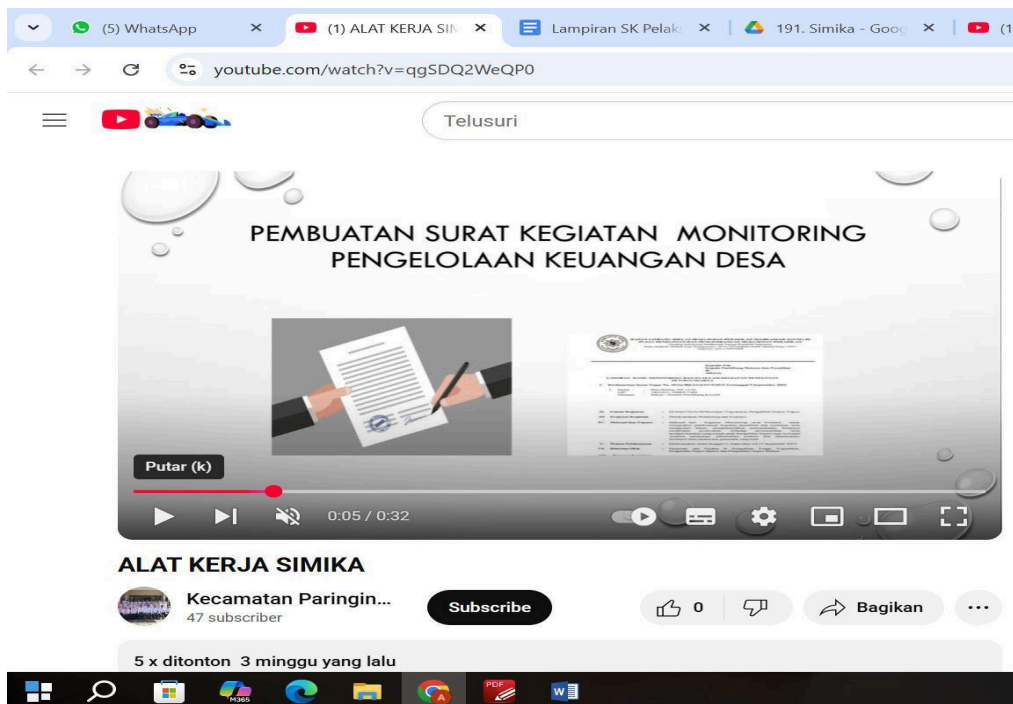 (5) WhatsApp
(1) ALAT KERJA SIM
Lampiran SK Pelak
191. Simika - Goog
(1
youtube.com/watch?v=qgSDQ2WeQP0
Telusuri
PEMBUATAN SURAT KEGIATAN MONITORING
PENGELOLAAN KEUANGAN DESA
Putar (k)
0:05 / 0:32
ALAT KERJA SIMIKA
Kecamatan Paringin...
47 subscriber
Subscribe
0
Bagikan
5 x ditonton 3 minggu yang lalu
M365
PDF
W